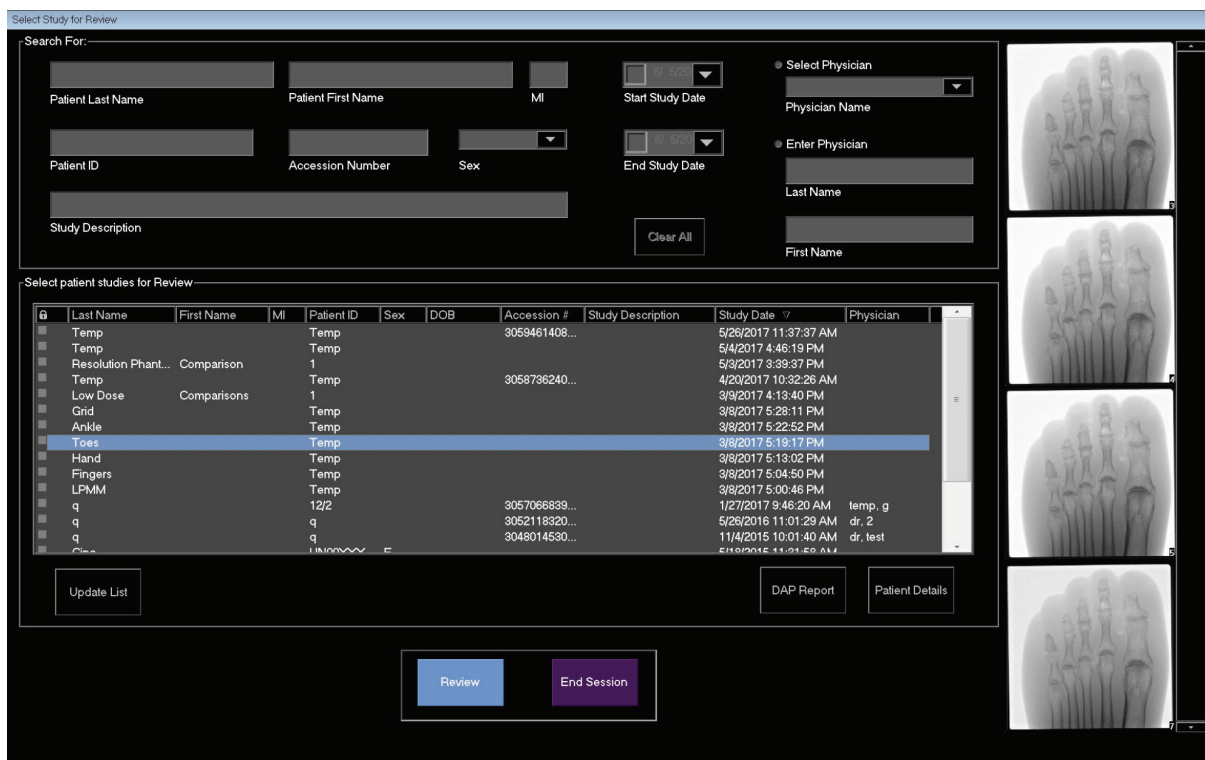 Select Study for Review
Search For:
Patient Last Name
Patient First Name
MI
6/ 5/20
Start Study Date
Select Physician
Physician Name
Patient ID
Accession Number
Sex
6/ 5/20
End Study Date
Enter Physician
Last Name
Study Description
Clear All
First Name
Select patient studies for Review
Last Name First Name MI Patient ID Sex DOB Accession # Study Description Study Date Physician
Temp Temp 3059461408... 5/26/2017 11:37:37 AM
Temp Temp 5/4/2017 4:46:19 PM
Resolution Phant... Comparison 1 5/3/2017 3:39:37 PM
Temp Temp 3058736240... 4/20/2017 10:32:26 AM
Low Dose Comparisons 1 3/9/2017 4:13:40 PM
Grid Temp 3/8/2017 5:28:11 PM
Ankle Temp 3/8/2017 5:22:52 PM
Toes Temp 3/8/2017 5:19:17 PM
Hand Temp 3/8/2017 5:13:02 PM
Fingers Temp 3/8/2017 5:04:50 PM
LPMM Temp 3/8/2017 5:00:46 PM
q 12/2 3057066839... 1/27/2017 9:46:20 AM temp, g
q q 3052118320... 5/26/2016 11:01:29 AM dr, 2
q q 3048014530... 11/4/2015 10:01:40 AM dr, test
Update List
DAP Report
Patient Details
Review
End Session
3
4
5
7